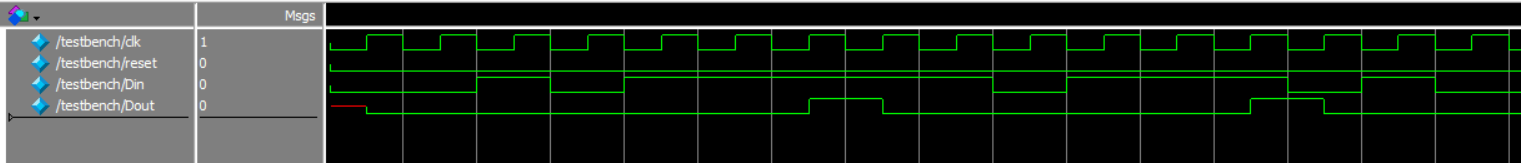 Msgs
/testbench/clk 1
/testbench/reset 0
/testbench/Din 0
/testbench/Dout 0